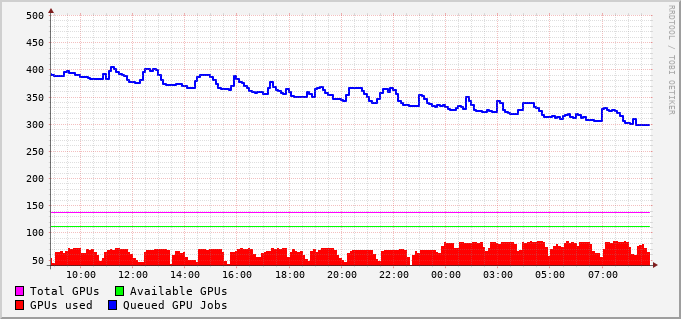 500
450
400
350
300
250
200
150
100
50
10:00 12:00 14:00 16:00 18:00 20:00 22:00 00:00 03:00 05:00 07:00
Total GPUs Available GPUs
GPUs used Queued GPU Jobs
RRDTOOL / TOBI OETIKER